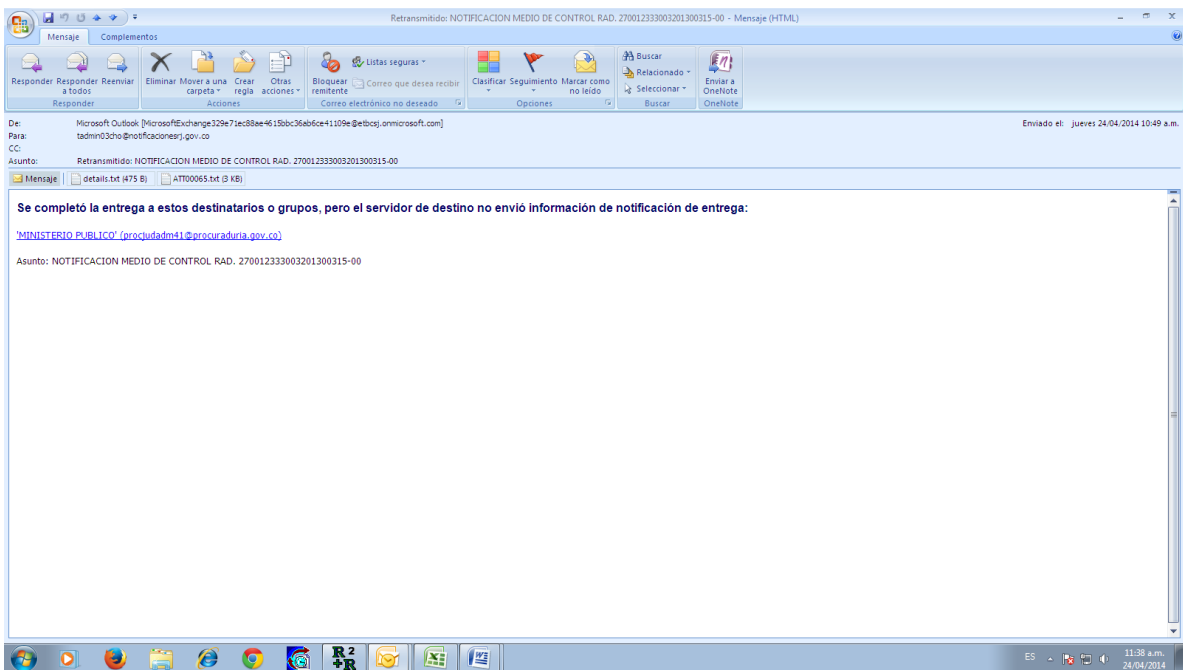 Retransmitido: NOTIFICACION MEDIO DE CONTROL RAD. 27001233300320130​0315-00 - Mensaje (HTML)
Mensaje Complementos
Responder Responder a todos Reenviar
Eliminar Mover a una carpeta Crear regla Otras acciones
Bloquear remitente Listas seguras
Correo que desea recibir
Clasificar Seguimiento Marcar como no leído
Buscar
Relacionado
Seleccionar
Enviar a OneNote
Responder Acciones Correo electrónico no deseado Opciones Buscar OneNote
De: Microsoft Outlook [MicrosoftExchange329e71ec88ae4615bbc36ab6ce41109e@etbcsj.onmicrosoft.com] Enviado el: jueves 24/04/2014 10:49 a.m.
Para: tadmin03cho@notificacionesrj.gov.co
CC:
Asunto: Retransmitido: NOTIFICACION MEDIO DE CONTROL RAD. 270012333003201300315-00
Mensaje details.txt (475 B) ATT00065.txt (3 KB)
Se completó la entrega a estos destinatarios o grupos, pero el servidor de destino no envió información de notificación de entrega:
'MINISTERIO PUBLICO' (procjudadm41@procuraduria.gov.co)
Asunto: NOTIFICACION MEDIO DE CONTROL RAD. 270012333003201300315-00
R2+R
ES 11:38 a.m.
24/04/2014